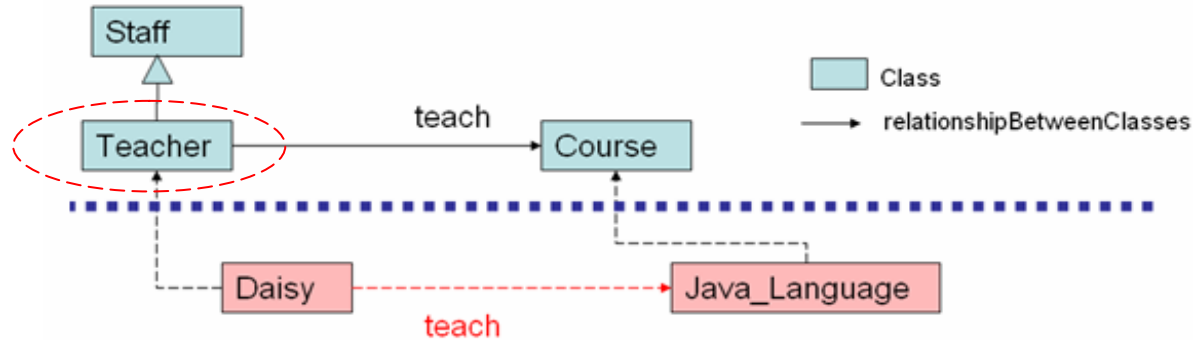 Staff
Class
teach
relationshipBetweenClasses
Teacher
Course
Daisy
Java_Language
teach